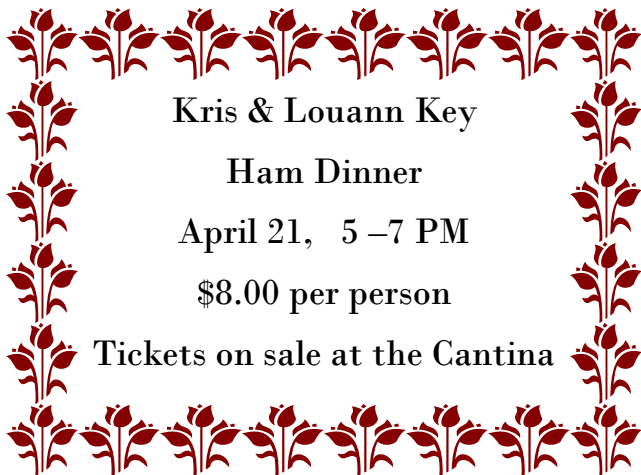 Kris & Louann Key
Ham Dinner
April 21,   5 –7 PM
$8.00 per person
Tickets on sale at the Cantina